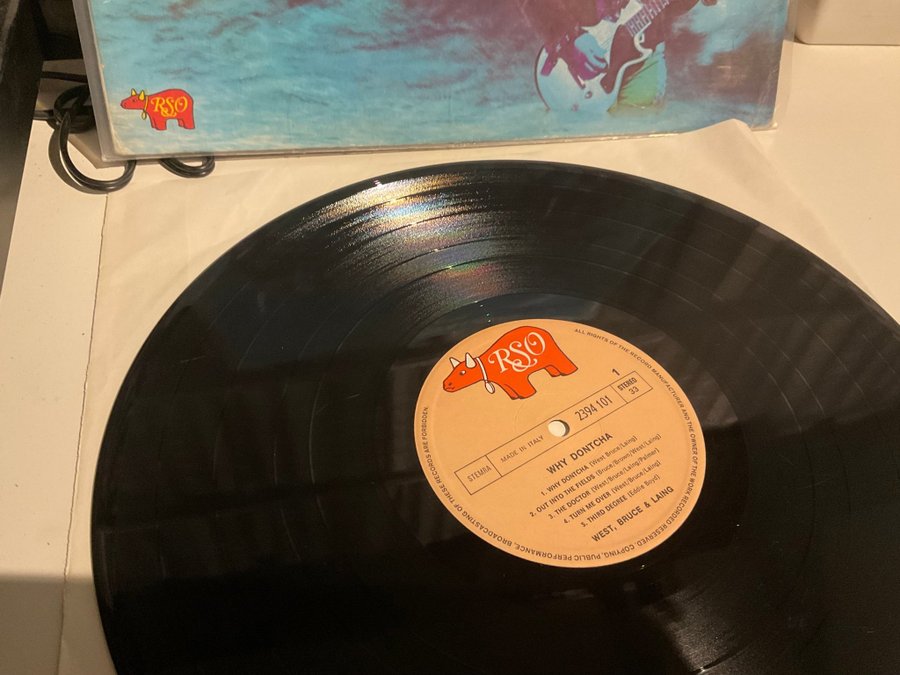 RSO
RSO
ALL RIGHTS OF THE RECORD MANUFACTURER AND THE OWNER OF THE WORK RECORDED RESERVED. COPYING, PUBLIC PERFORMANCE, BROADCASTING OF THESE RECORDS ARE FORBIDDEN.
1
STEMRA
MADE IN ITALY
2394 101
STEREO
33
WHY DONTCHA
1. WHY DONTCHA (West Bruce/Laing)
2. OUT INTO THE FIELDS (Bruce/Brown/West/Laing)
3. THE DOCTOR (West/Bruce/Laing/Palmer)
4. TURN ME OVER (West/Bruce/Laing)
5. THIRD DEGREE (Eddie Boyd)
WEST, BRUCE & LAING